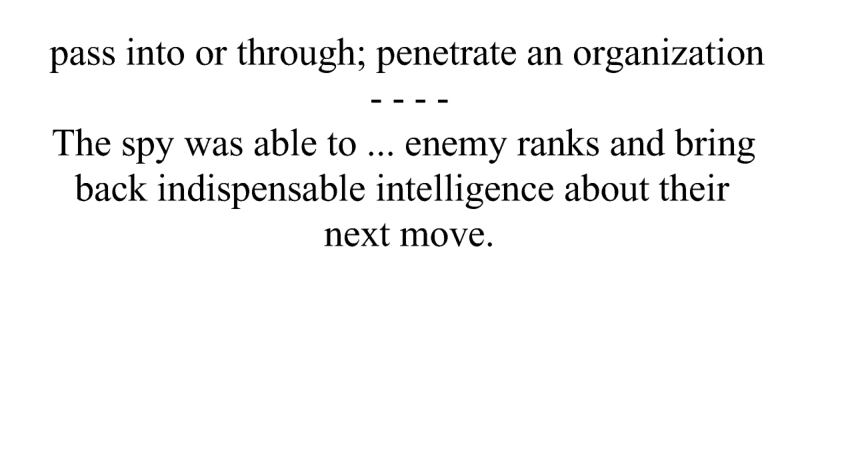 pass into or through; penetrate an organization
- - - -
The spy was able to ... enemy ranks and bring
back indispensable intelligence about their
next move.